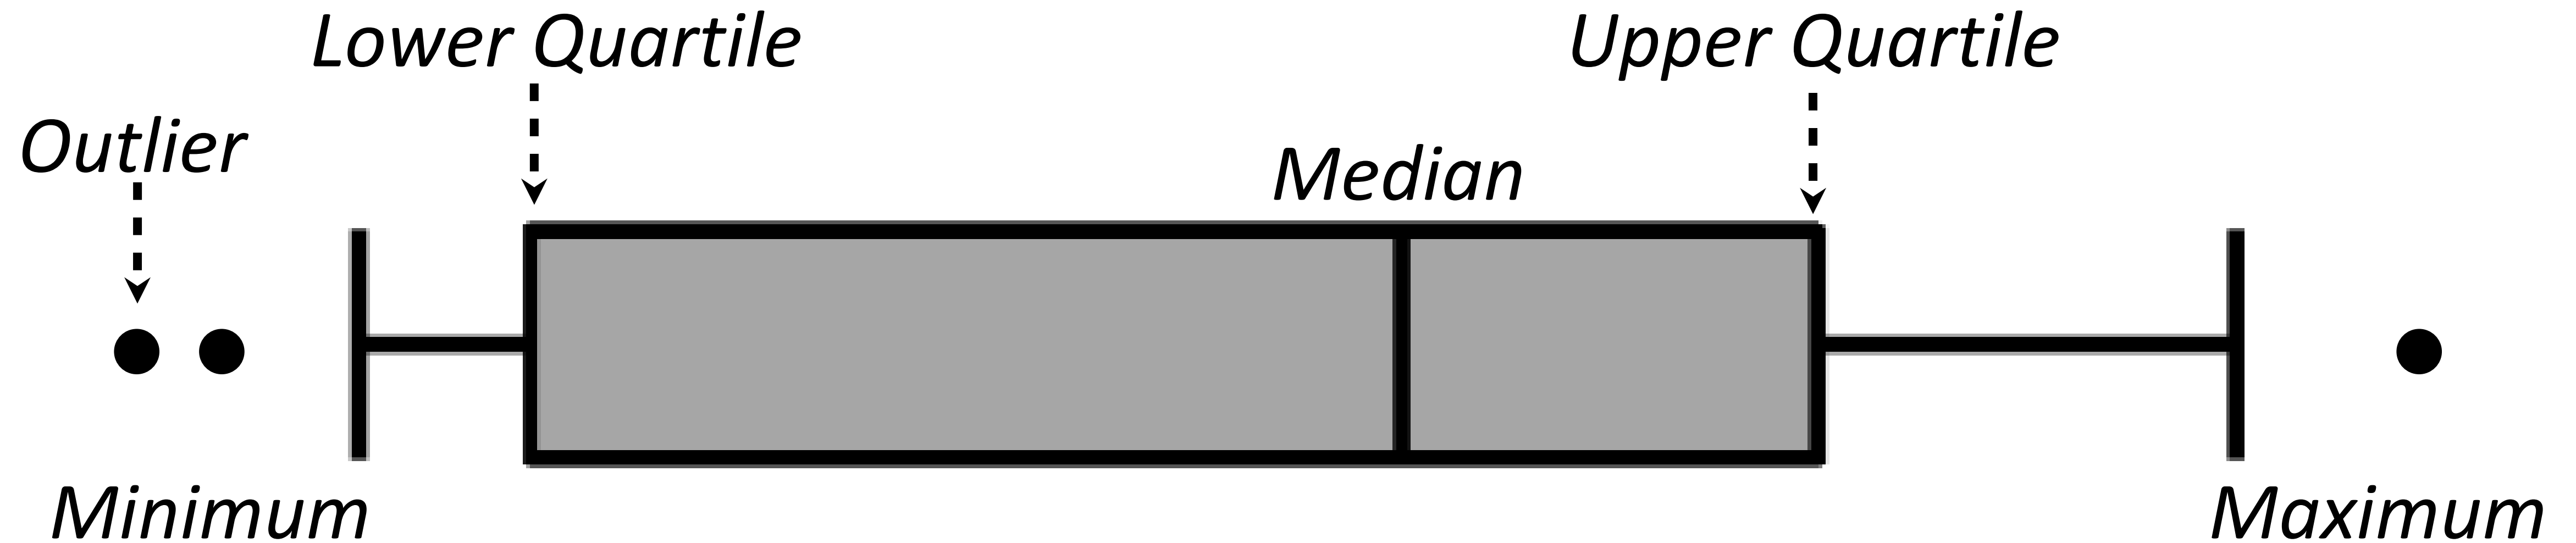 Lower Quartile
Upper Quartile
Outlier
Median
Minimum
Maximum